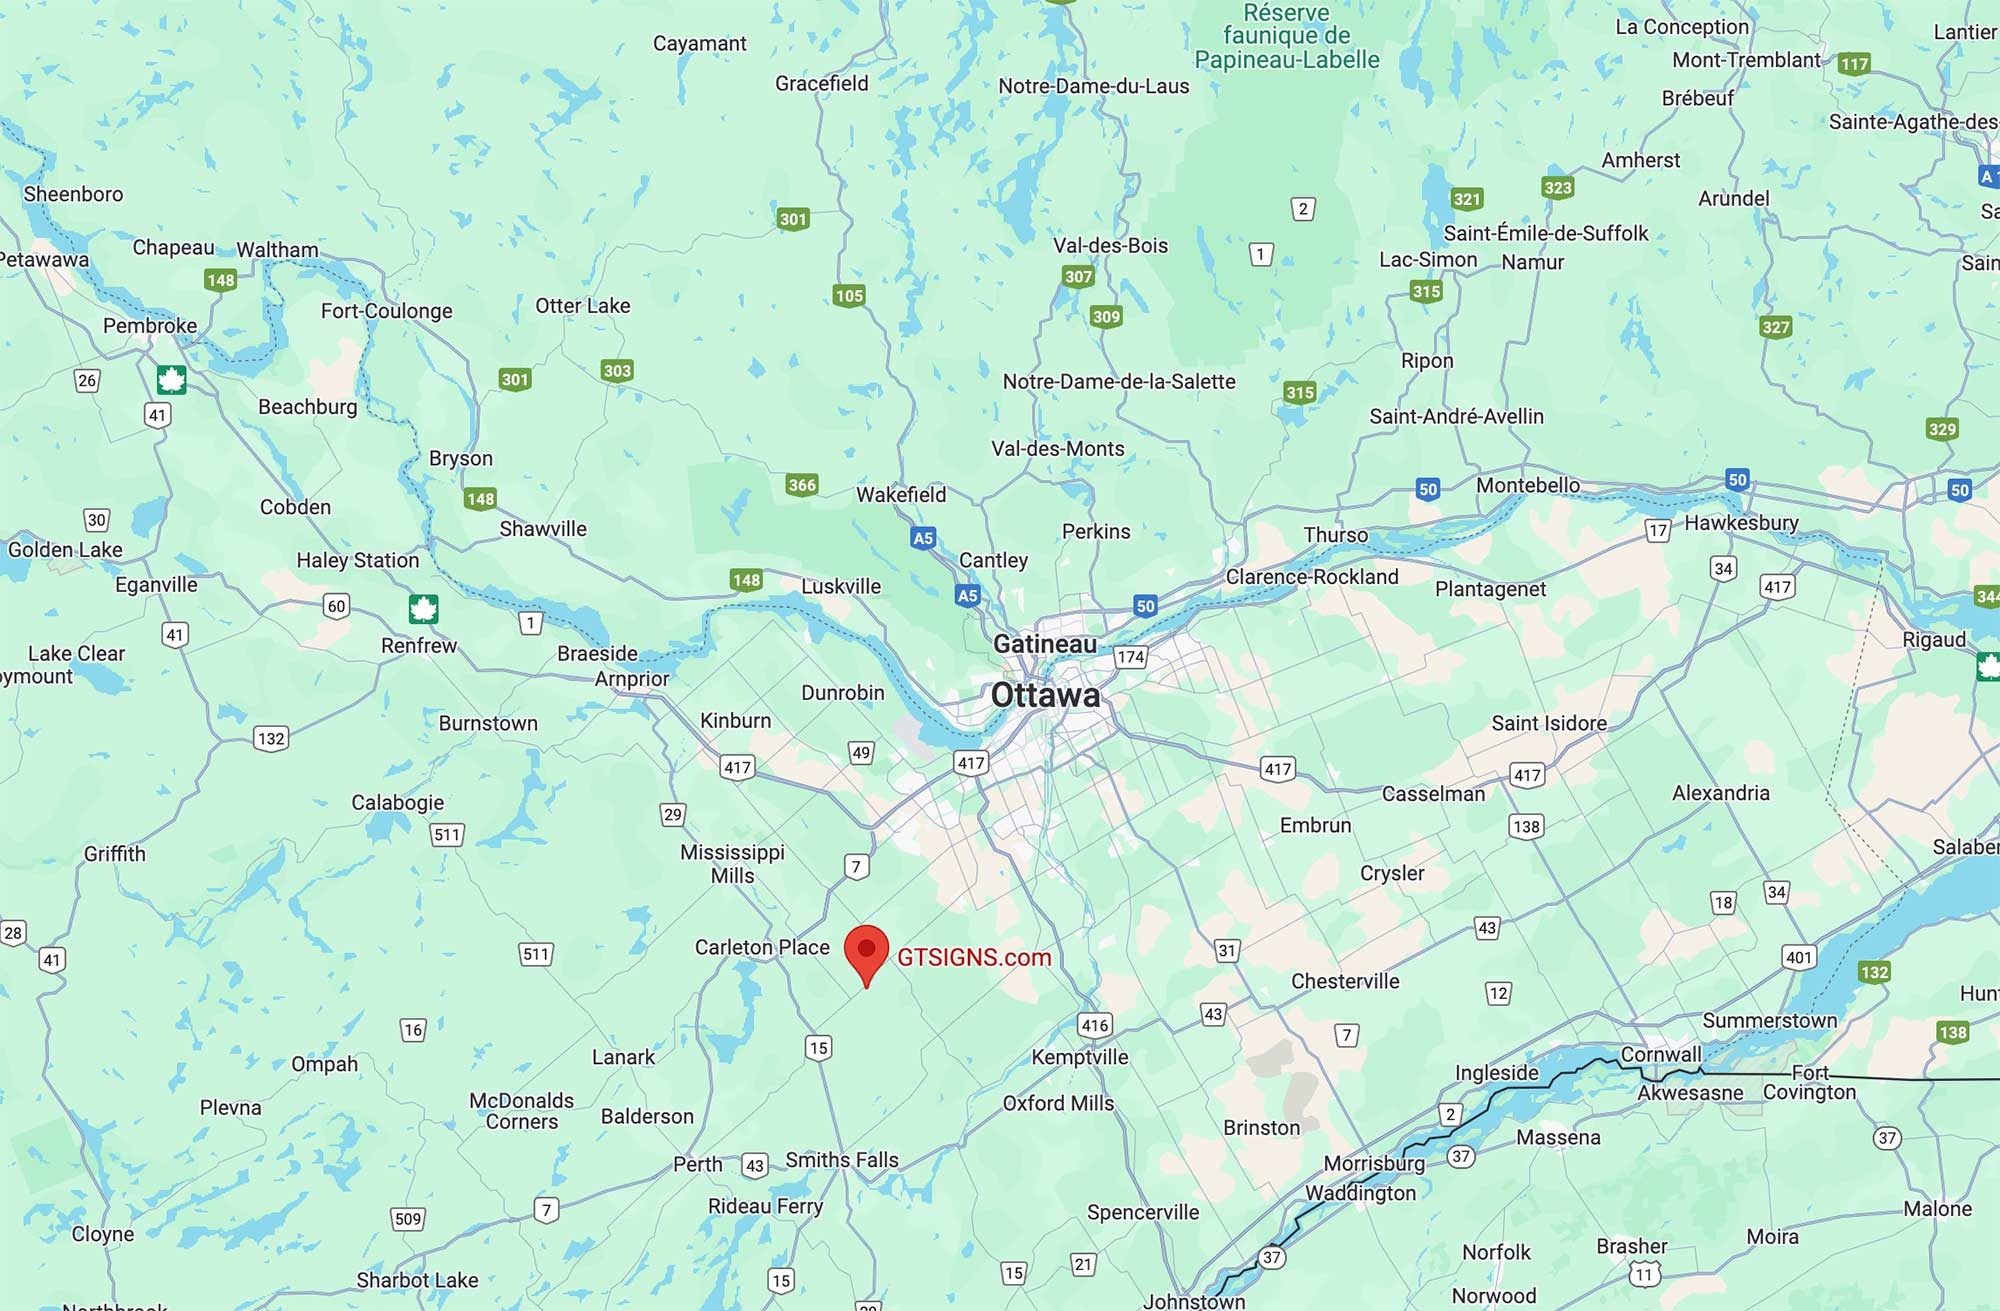 Réserve
faunique de
Papineau-Labelle
La Conception
Lantier
Cayamant
Mont-Tremblant
117
Gracefield
Notre-Dame-du-Laus
Brébeuf
Sainte-Agathe-des-
Amherst
A 1
Sheenboro
323
321
Arundel
2
301
Sa
Saint-Émile-de-Suffolk
Chapeau
Waltham
Val-des-Bois
1
Petawawa
Lac-Simon
Namur
Sain
148
307
315
105
Otter Lake
Fort-Coulonge
309
Pembroke
327
303
Ripon
26
301
Notre-Dame-de-la-Salette
315
41
Beachburg
Saint-André-Avellin
329
Val-des-Monts
Bryson
366
Montebello
50
50
50
148
Wakefield
Cobden
30
Shawville
Perkins
Thurso
17
Hawkesbury
A5
Golden Lake
Haley Station
Cantley
34
Eganville
148
Luskville
Clarence-Rockland
Plantagenet
417
A5
344
60
50
1
41
Renfrew
Gatineau
Rigaud
Lake Clear
Braeside
174
oymount
Arnprior
Dunrobin
Ottawa
Burnstown
Kinburn
Saint Isidore
132
49
417
417
417
417
Calabogie
Casselman
Alexandria
29
511
Embrun
138
Mississippi
Mills
Griffith
7
Crysler
Salaber
34
18
28
43
Carleton Place
GTSIGNS.com
511
31
41
401
132
Chesterville
12
Hunt
43
416
16
7
Summerstown
138
15
Lanark
Kemptville
Cornwall
Ompah
Ingleside
Fort
Covington
Akwesasne
McDonalds
Corners
Plevna
Balderson
Oxford Mills
2
Brinston
Massena
37
37
Perth
43
Smiths Falls
Morrisburg
Waddington
Rideau Ferry
7
Spencerville
Malone
509
Cloyne
Moira
Norfolk
Brasher
37
21
15
15
11
Sharbot Lake
Norwood
Johnstown
Northbrook
29